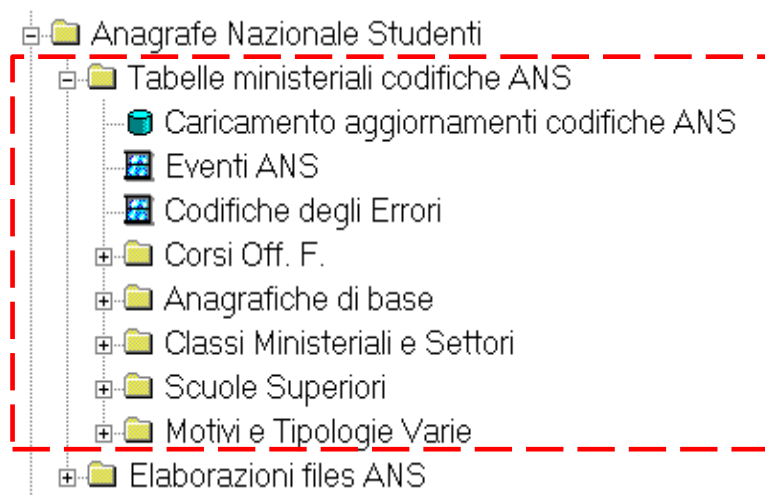 Anagrafe Nazionale Studenti
Tabelle ministeriali codifiche ANS
Caricamento aggiornamenti codifiche ANS
Eventi ANS
Codifiche degli Errori
Corsi Off. F.
Anagrafiche di base
Classi Ministeriali e Settori
Scuole Superiori
Motivi e Tipologie Varie
Elaborazioni files ANS